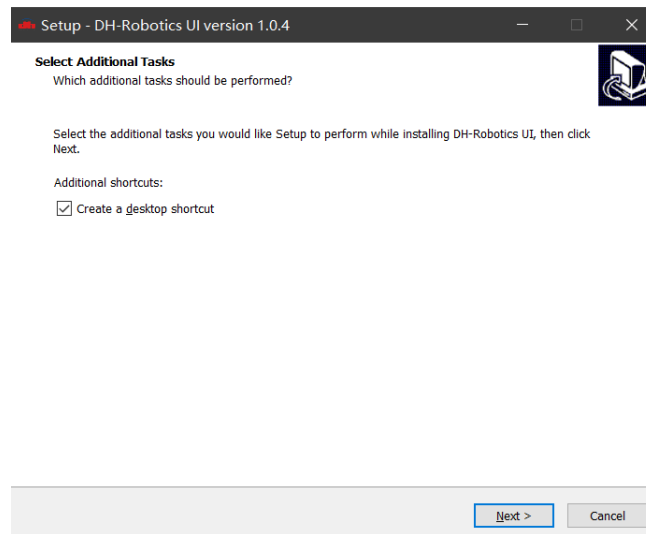 Setup - DH-Robotics UI version 1.0.4
Select Additional Tasks
Which additional tasks should be performed?
Select the additional tasks you would like Setup to perform while installing DH-Robotics UI, then click
Next.
Additional shortcuts:
Create a desktop shortcut
Next >
Cancel